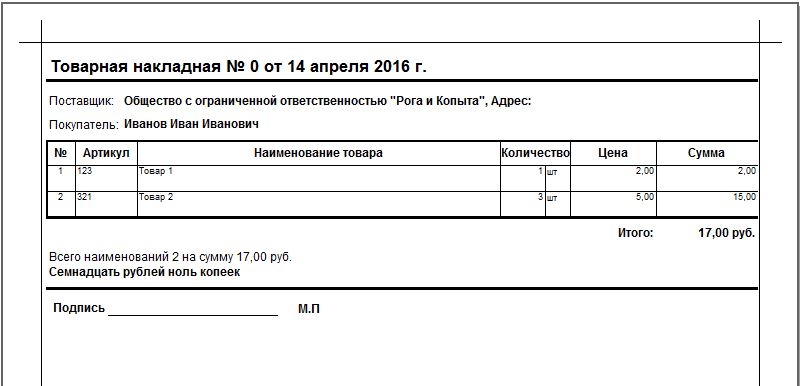 Товарная накладная № 0 от 14 апреля 2016 г.
Поставщик: Общество с ограниченной ответственностью "Рога и Копыта", Адрес:
Покупатель: Иванов Иван Иванович
№ Артикул Наименование товара Количество Цена Сумма
1 123 Товар 1 1 шт 2,00 2,00
2 321 Товар 2 3 шт 5,00 15,00
Итого: 17,00 руб.
Всего наименований 2 на сумму 17,00 руб.
Семнадцать рублей ноль копеек
Подпись М.П